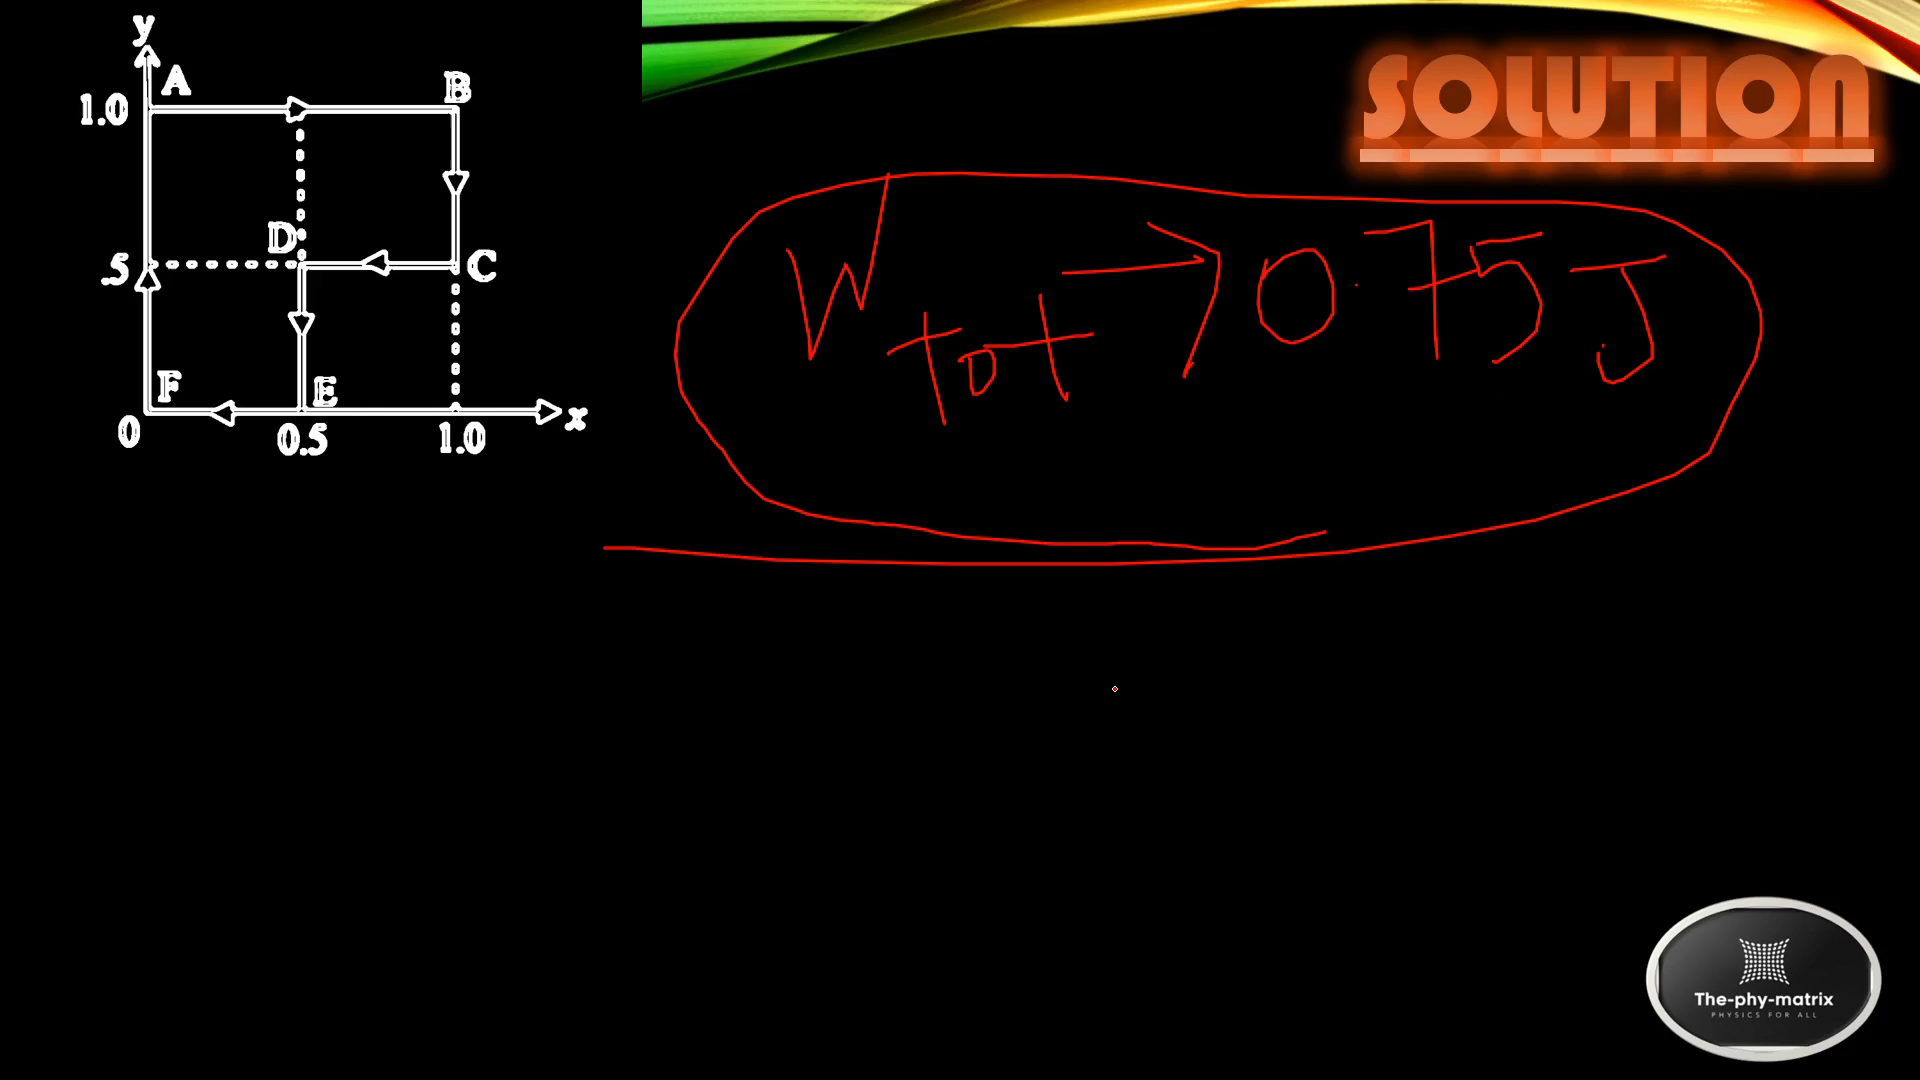 y
A
B
1.0
D
.5
C
F
E
0
0.5
1.0
x
SOLUTION
W tot → 0.75 J
The-phy-matrix
PHYSICS FOR ALL